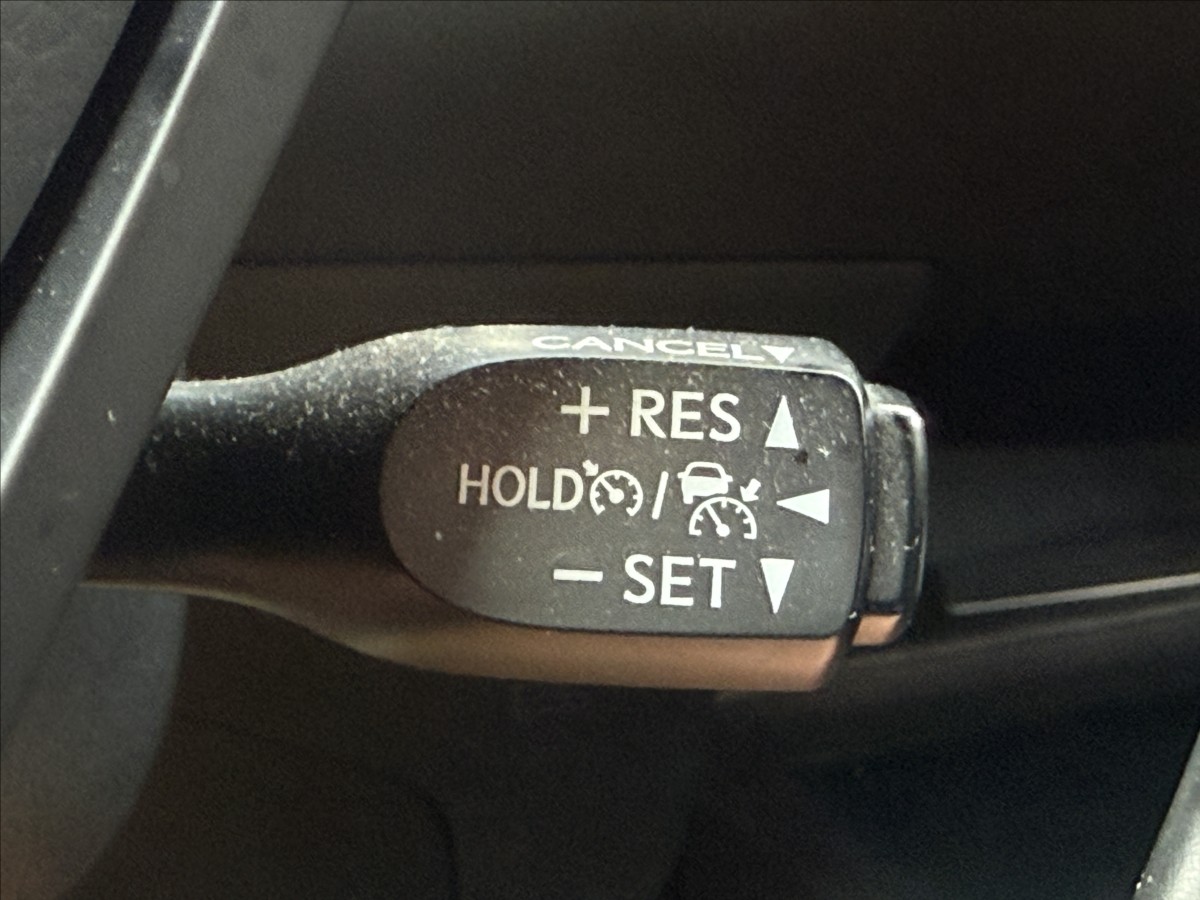 CANCEL
+ RES
HOLD /
− SET